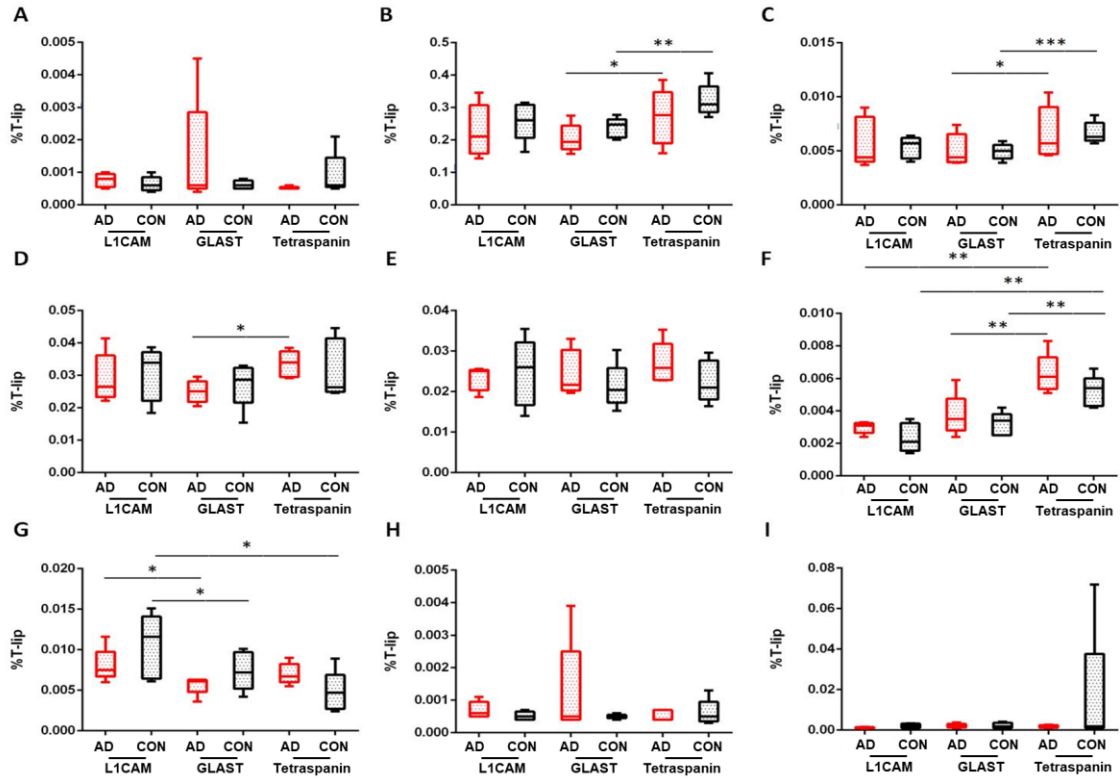 A
%T-lip
0.005
0.004
0.003
0.002
0.001
0.000
AD CON AD CON AD CON
L1CAM GLAST Tetraspanin
B
**
*
%T-lip
0.5
0.4
0.3
0.2
0.1
0.0
AD CON AD CON AD CON
L1CAM GLAST Tetraspanin
C
***
*
%T-lip
0.015
0.010
0.005
0.000
AD CON AD CON AD CON
L1CAM GLAST Tetraspanin
D
*
%T-lip
0.05
0.04
0.03
0.02
0.01
0.00
AD CON AD CON AD CON
L1CAM GLAST Tetraspanin
E
%T-lip
0.04
0.03
0.02
0.01
0.00
AD CON AD CON AD CON
L1CAM GLAST Tetraspanin
F
**
**
**
**
%T-lip
0.010
0.008
0.006
0.004
0.002
0.000
AD CON AD CON AD CON
L1CAM GLAST Tetraspanin
G
*
*
*
%T-lip
0.020
0.015
0.010
0.005
0.000
AD CON AD CON AD CON
L1CAM GLAST Tetraspanin
H
%T-lip
0.005
0.004
0.003
0.002
0.001
0.000
AD CON AD CON AD CON
L1CAM GLAST Tetraspanin
I
%T-lip
0.08
0.06
0.04
0.02
0.00
AD CON AD CON AD CON
L1CAM GLAST Tetraspanin